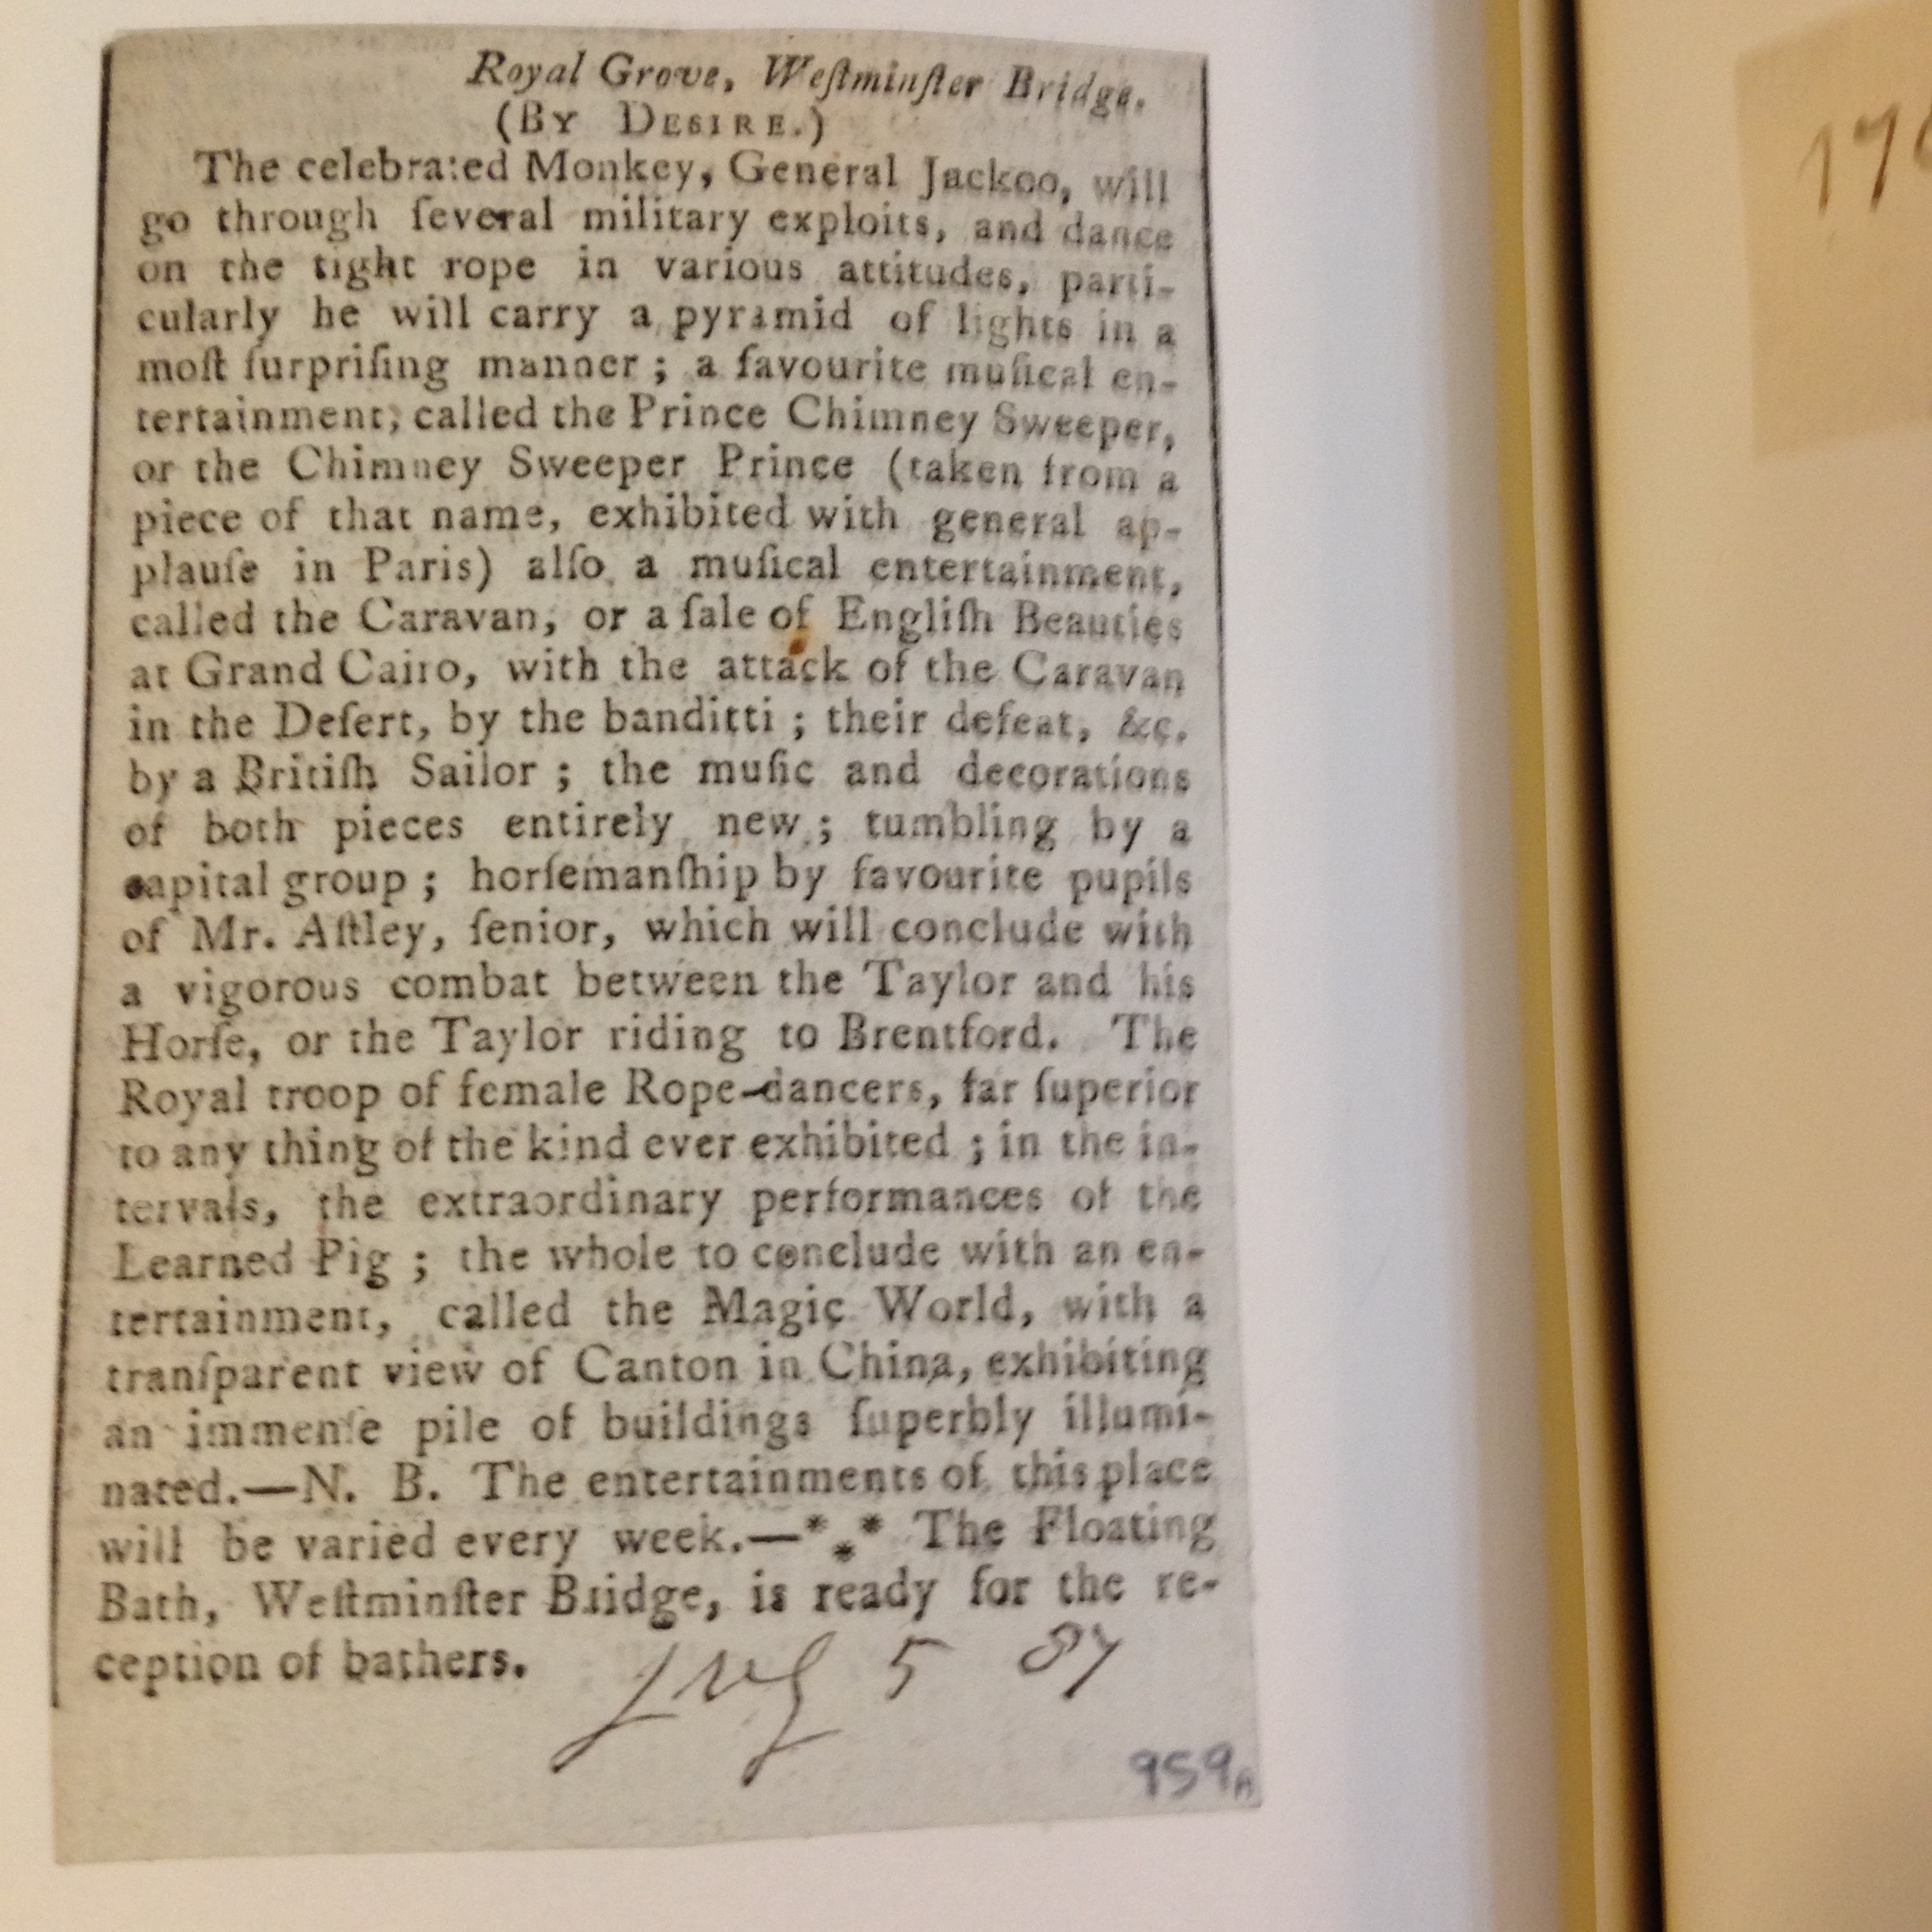 Royal Grove, Weſtminſter Bridge.
(By Desire.)
The celebrated Monkey, General Jackoo, will
go through ſeveral military exploits, and dance
on the tight rope in various attitudes, parti-
cularly he will carry a pyramid of lights in a
moſt ſurpriſing manner; a favourite muſical en-
tertainment, called the Prince Chimney Sweeper,
or the Chimney Sweeper Prince (taken from a
piece of that name, exhibited with general ap-
plauſe in Paris) alſo a muſical entertainment,
called the Caravan, or a ſale of Engliſh Beauties
at Grand Cairo, with the attack of the Caravan
in the Deſert, by the banditti; their defeat, &c.
by a Britiſh Sailor; the muſic and decorations
of both pieces entirely new; tumbling by a
capital group; horſemanſhip by favourite pupils
of Mr. Aſtley, ſenior, which will conclude with
a vigorous combat between the Taylor and his
Horſe, or the Taylor riding to Brentford. The
Royal troop of female Rope-dancers, far ſuperior
to any thing of the kind ever exhibited; in the in-
tervals, the extraordinary performances of the
Learned Pig; the whole to conclude with an en-
tertainment, called the Magic World, with a
tranſparent view of Canton in China, exhibiting
an immenſe pile of buildings ſuperbly illumi-
nated.—N. B. The entertainments of this place
will be varied every week.—*⁎* The Floating
Bath, Weſtminſter Bridge, is ready for the re-
ception of bathers.
5
959A
17